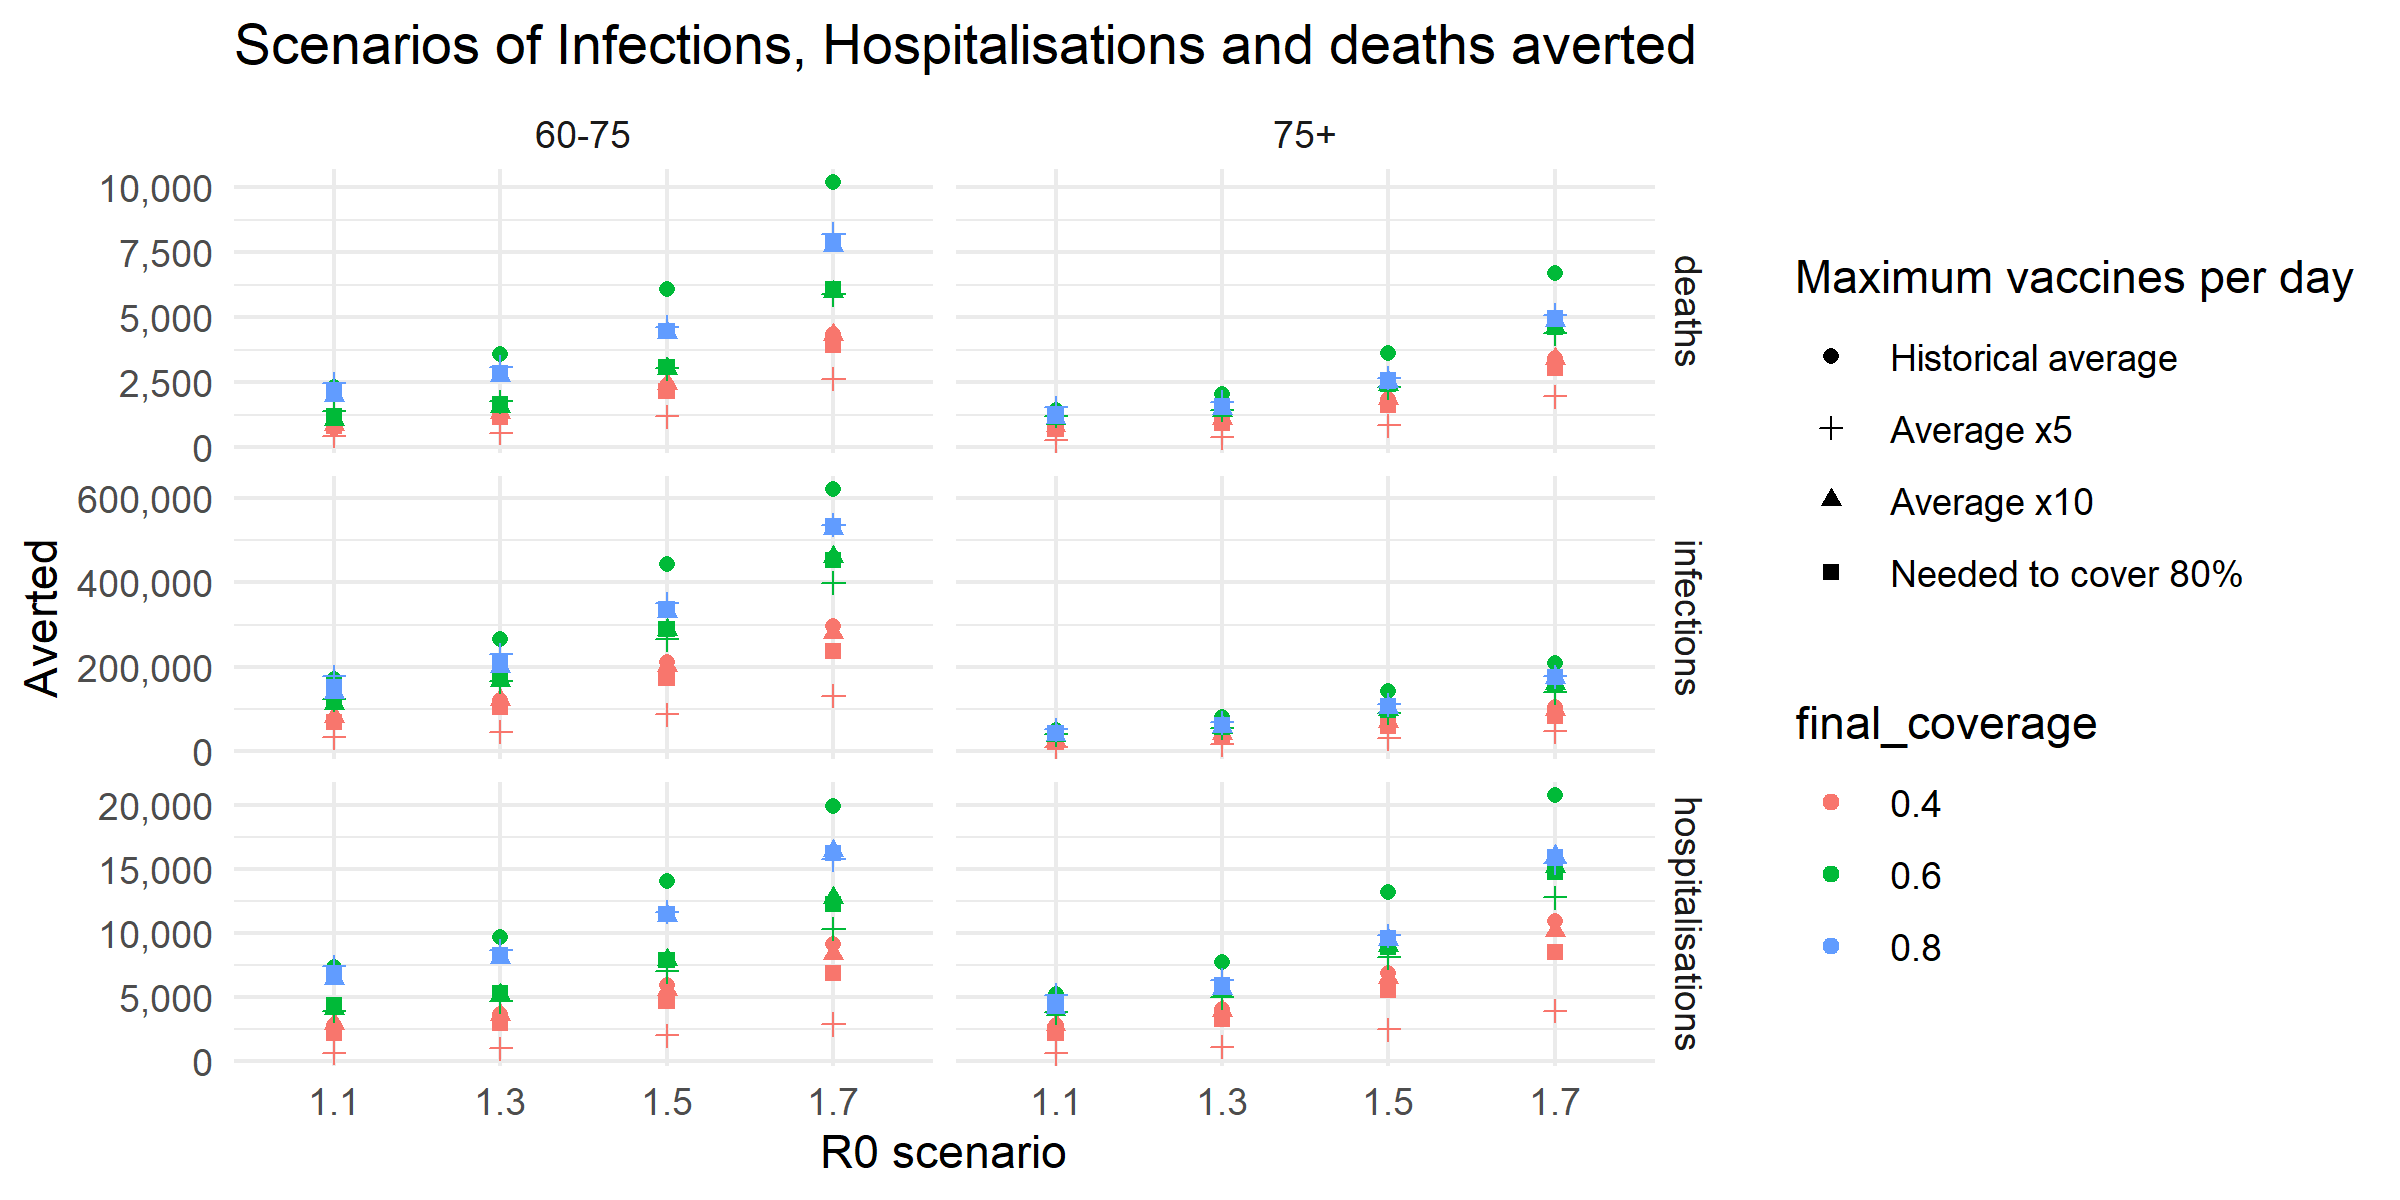 Scenarios of Infections, Hospitalisations and deaths averted
60-75
75+
10,000
7,500
5,000
2,500
0
deaths
600,000
400,000
200,000
0
infections
20,000
15,000
10,000
5,000
0
hospitalisations
Averted
1.1 1.3 1.5 1.7
1.1 1.3 1.5 1.7
R0 scenario
Maximum vaccines per day
Historical average
Average x5
Average x10
Needed to cover 80%
final_coverage
0.4
0.6
0.8